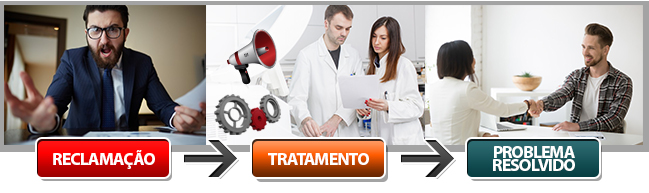 RECLAMAÇÃO
TRATAMENTO
PROBLEMA
RESOLVIDO